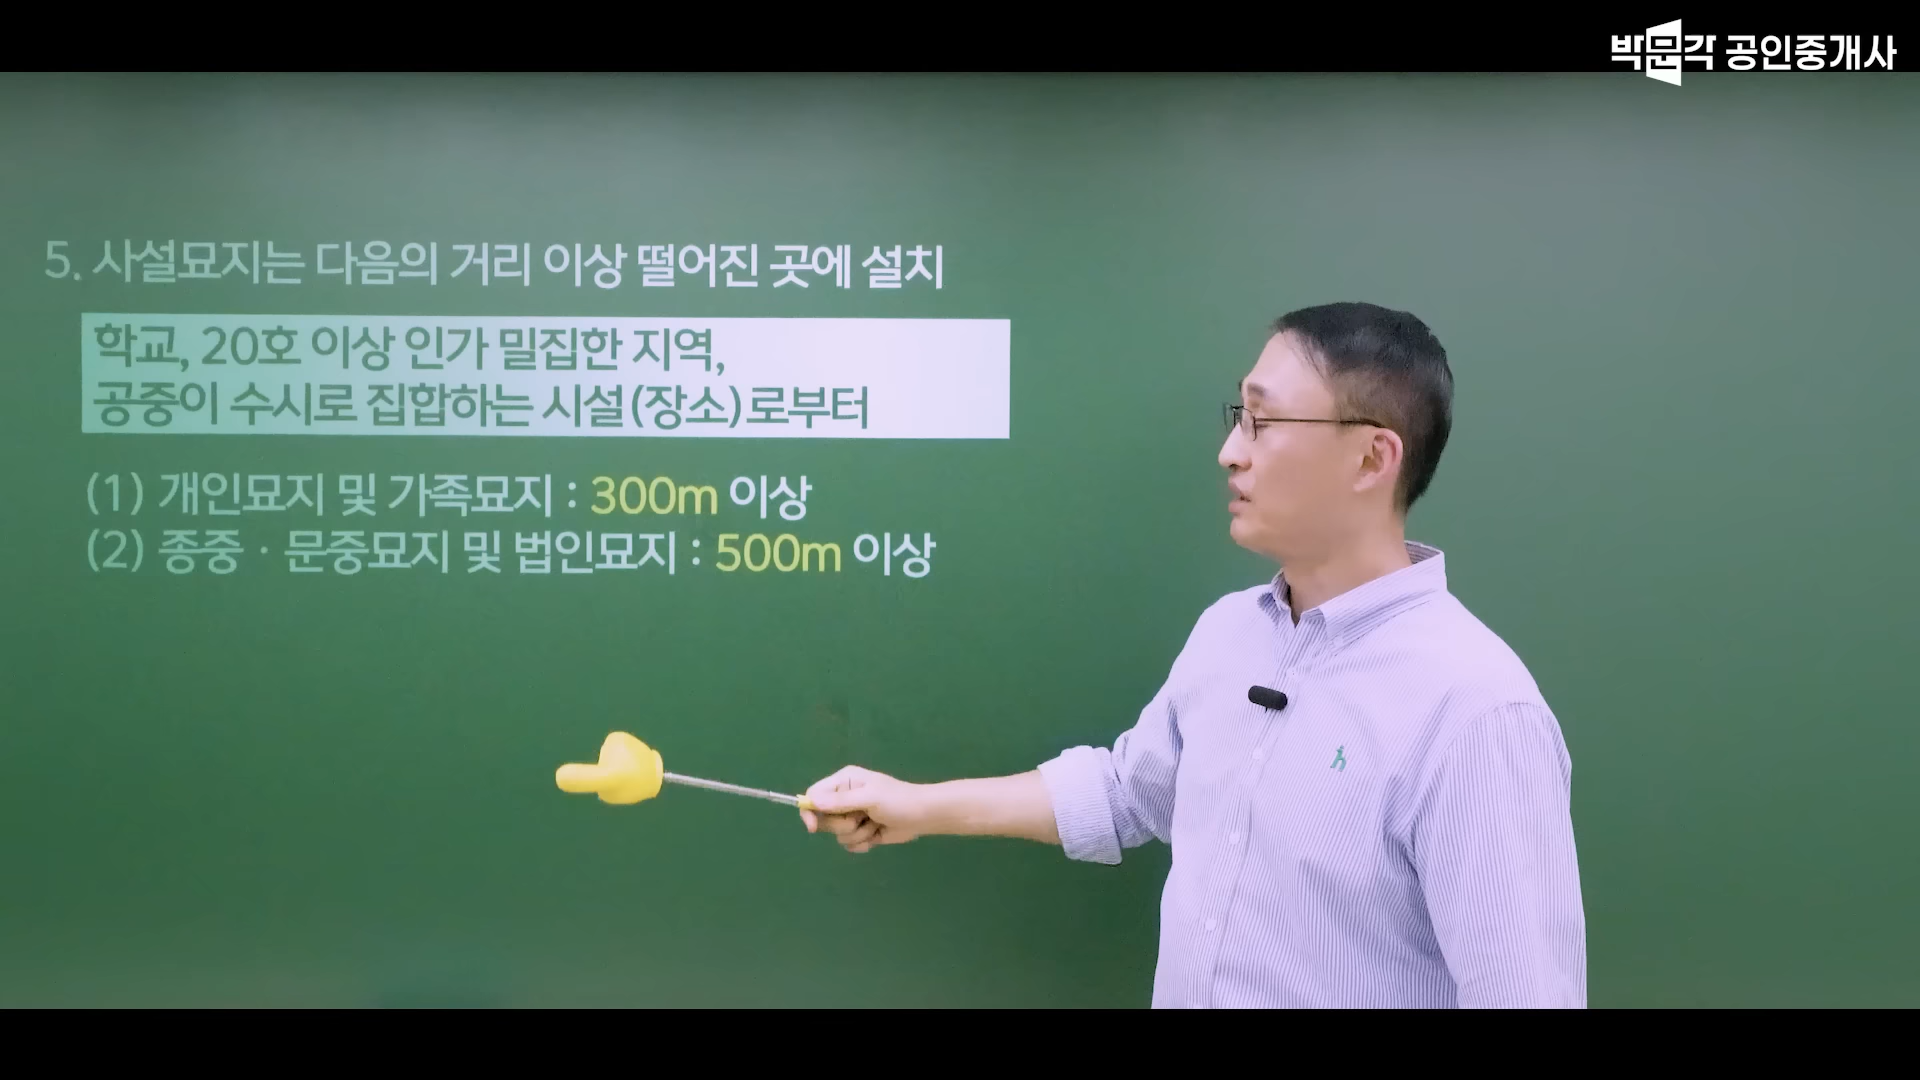 박문각 공인중개사
5. 사설묘지는 다음의 거리 이상 떨어진 곳에 설치
학교, 20호 이상 인가 밀집한 지역,
공중이 수시로 집합하는 시설(장소)로부터
(1) 개인묘지 및 가족묘지 : 300m 이상
(2) 종중 · 문중묘지 및 법인묘지 : 500m 이상